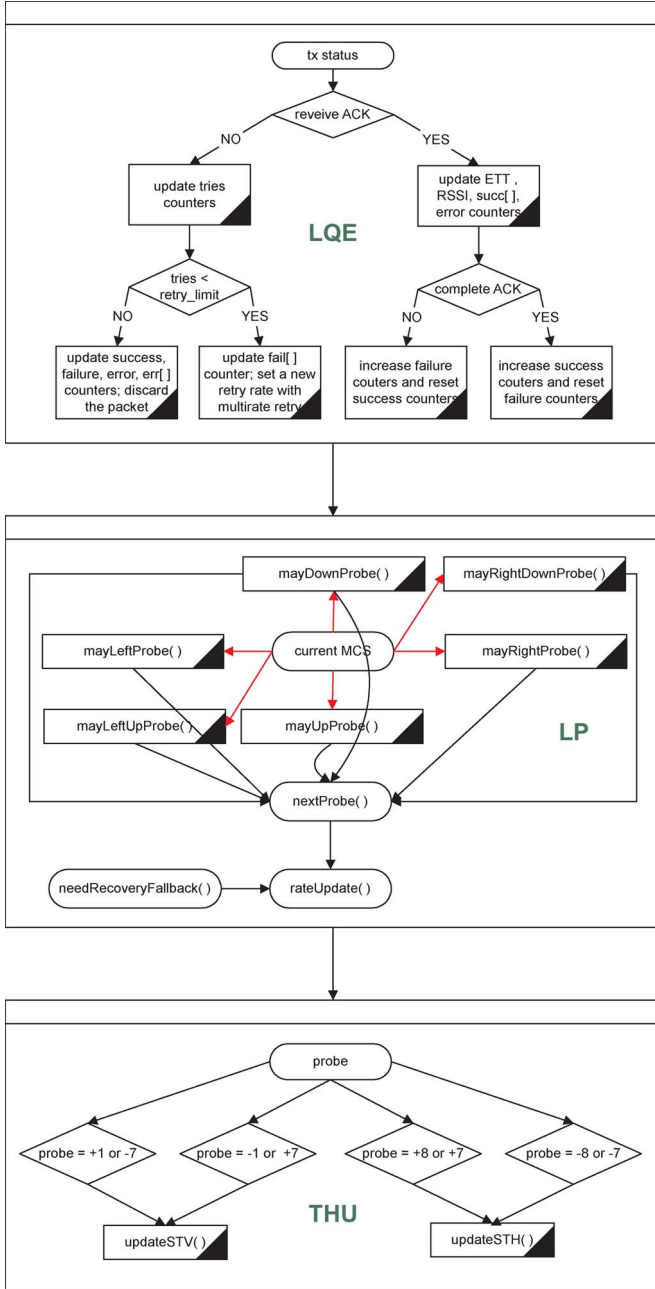 tx status
reveive ACK
NO
YES
update tries
counters
update ETT ,
RSSI, succ[ ],
error counters
LQE
tries <
retry_limit
complete ACK
NO
YES
NO
YES
update success,
failure, error, err[ ]
counters; discard
the packet
update fail[ ]
counter; set a new
retry rate with
multirate retry
increase failure
couters and reset
success counters
increase success
couters and reset
failure counters
mayDownProbe( )
mayRightDownProbe( )
mayLeftProbe( )
current MCS
mayRightProbe( )
mayLeftUpProbe( )
mayUpProbe( )
LP
nextProbe( )
needRecoveryFallback( )
rateUpdate( )
probe
probe = +1 or -7
probe = -1 or +7
probe = +8 or +7
probe = -8 or -7
THU
updateSTV( )
updateSTH( )